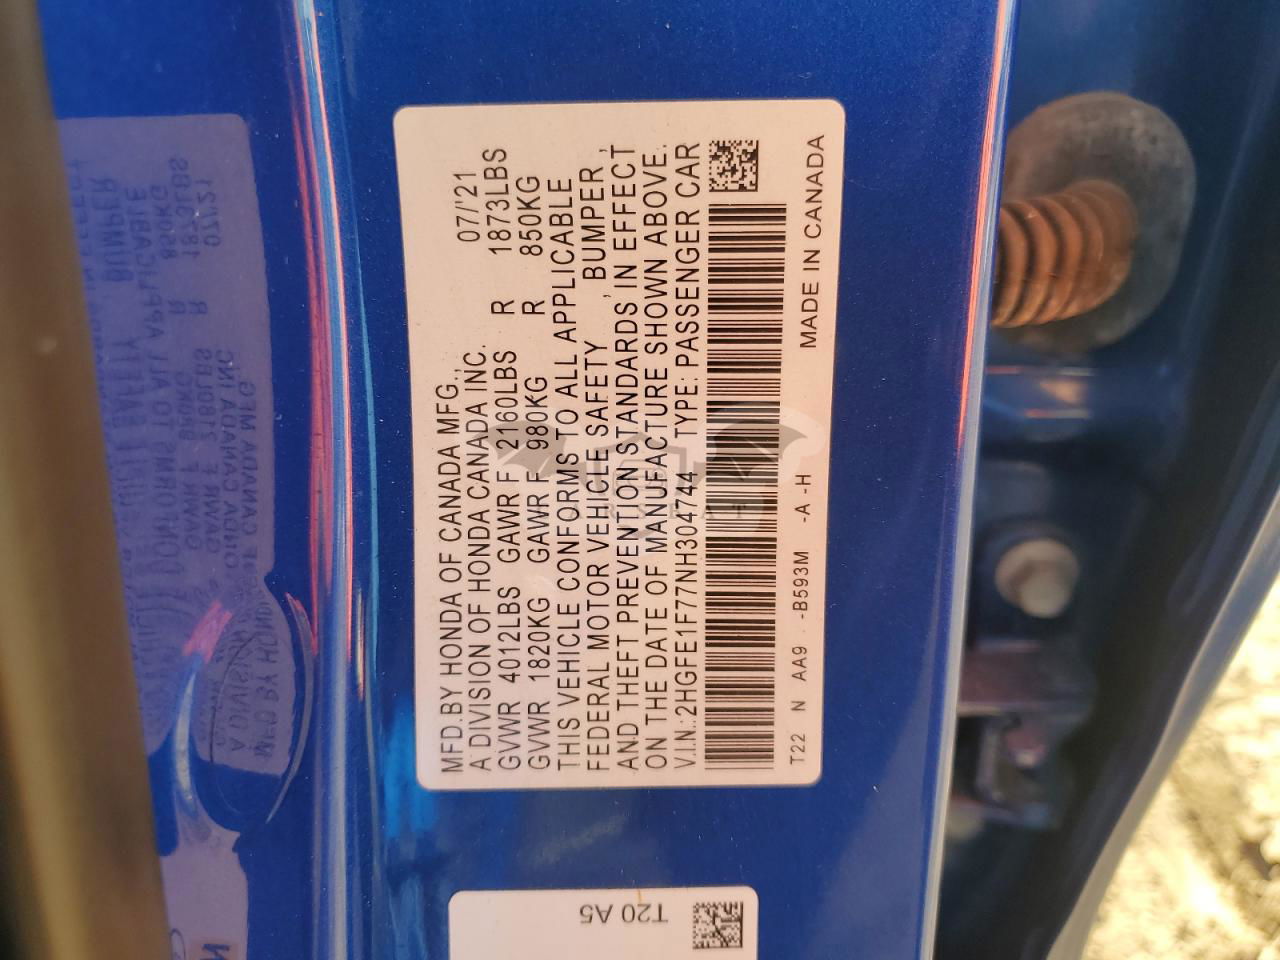 MFD.BY HONDA OF CANADA MFG., 07/'21
A DIVISION OF HONDA CANADA INC.
GVWR 4012LBS GAWR F 2160LBS R 1873LBS
GVWR 1820KG GAWR F 980KG R 850KG
THIS VEHICLE CONFORMS TO ALL APPLICABLE
FEDERAL MOTOR VEHICLE SAFETY , BUMPER ,
AND THEFT PREVENTION STANDARDS IN EFFECT
ON THE DATE OF MANUFACTURE SHOWN ABOVE.
V.I.N.:2HGFE1F77NH304744 TYPE: PASSENGER CAR
T22 N AA9 . -B593M -A -H MADE IN CANADA
T20 A5